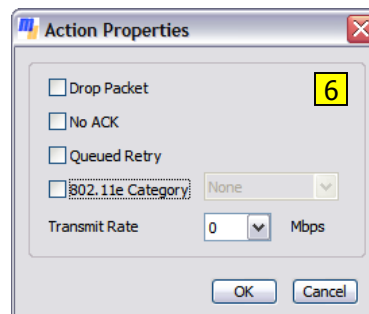 Action Properties
Drop Packet
6
No ACK
Queued Retry
802.11e Category None
Transmit Rate 0 Mbps
OK Cancel